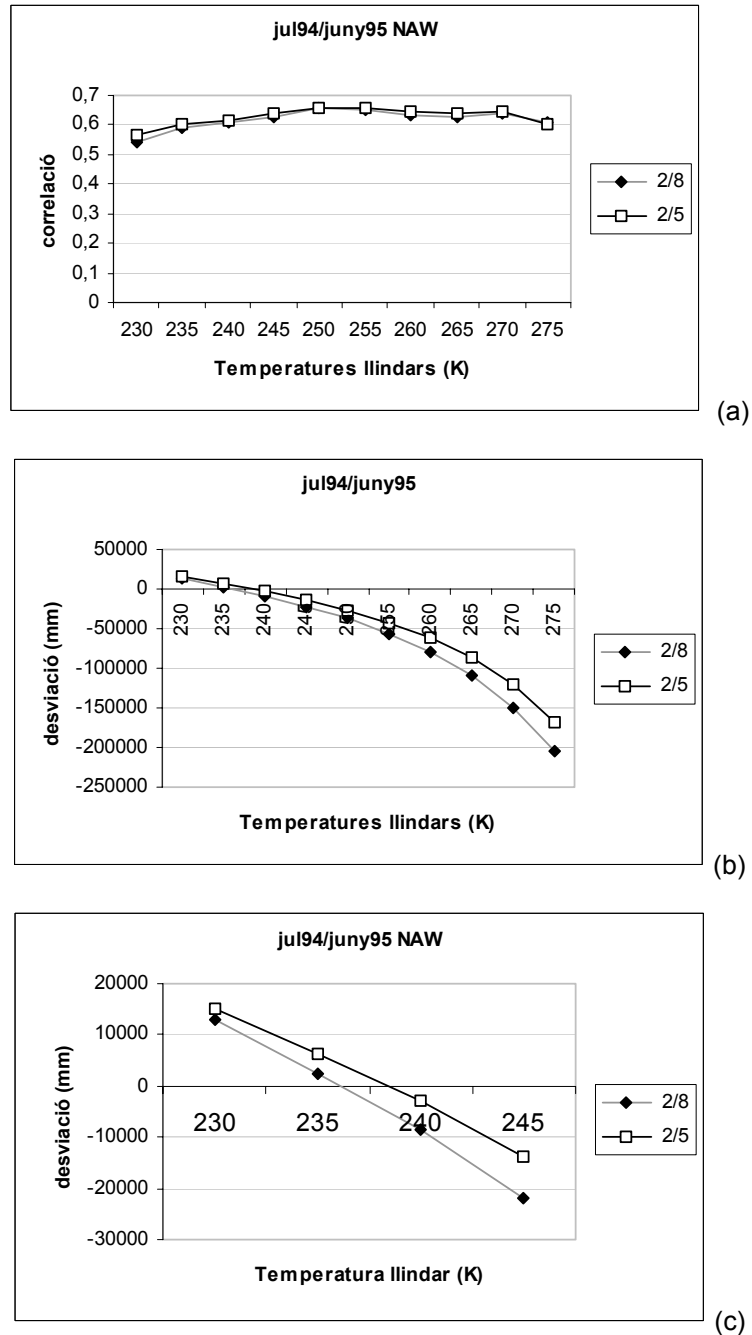 jul94/juny95 NAW
0,7
0,6
0,5
0,4
0,3
0,2
0,1
0
correlació
230 235 240 245 250 255 260 265 270 275
Temperatures llindars (K)
2/8
2/5
(a)
jul94/juny95
50000
0
-50000
-100000
-150000
-200000
-250000
desviació (mm)
230 235 240 245 250 255 260 265 270 275
Temperatures llindars (K)
2/8
2/5
(b)
jul94/juny95 NAW
20000
10000
0
-10000
-20000
-30000
desviació (mm)
230 235 240 245
Temperatura llindar (K)
2/8
2/5
(c)